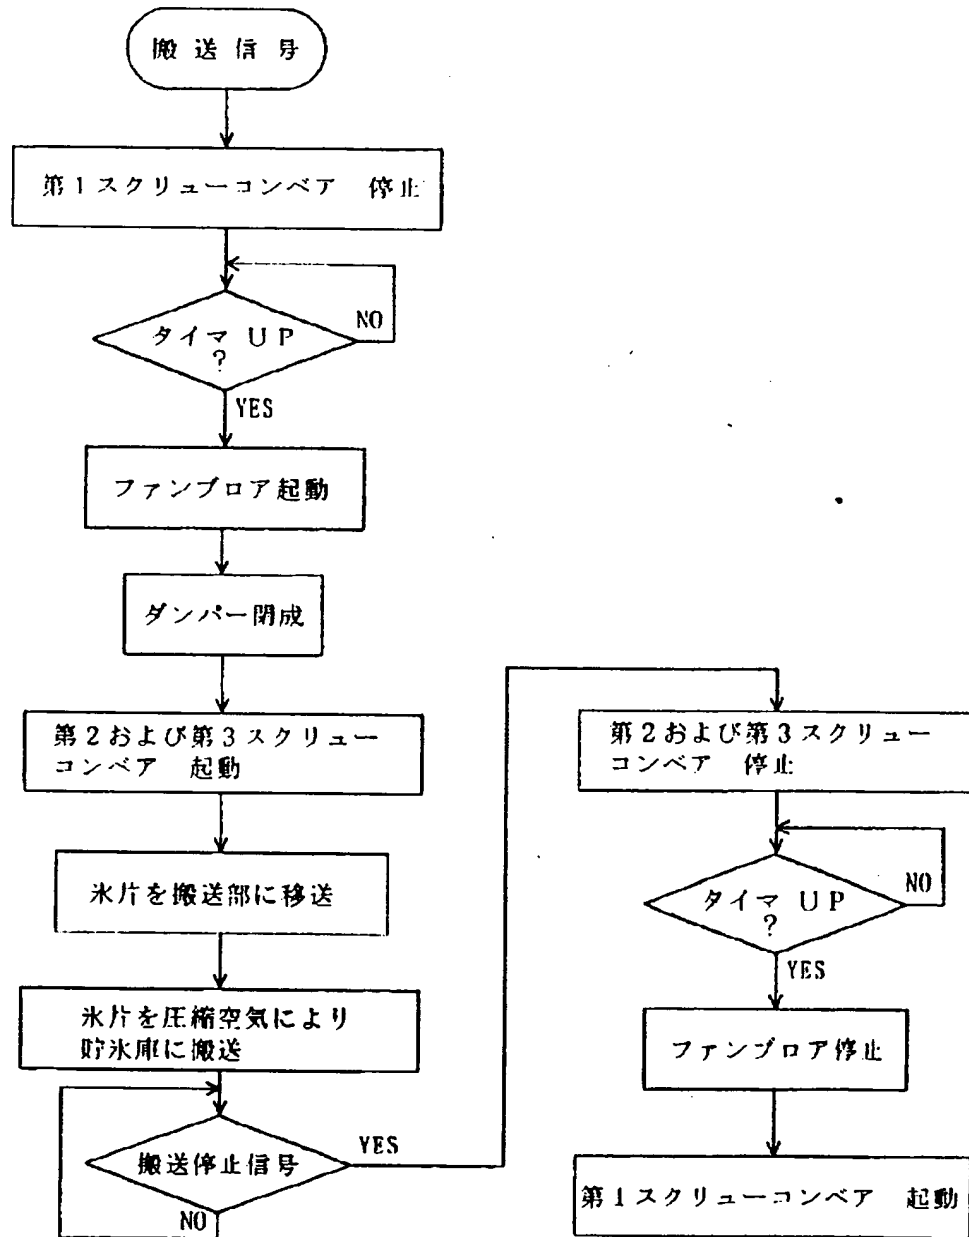 搬送信号
第1スクリューコンベア 停止
NO
タイマ UP
?
YES
ファンブロア起動
ダンパー閉成
第2および第3スクリュー
コンベア 起動
氷片を搬送部に移送
氷片を圧縮空気により
貯氷庫に搬送
搬送停止信号
YES
NO
第2および第3スクリュー
コンベア 停止
タイマ UP
?
NO
YES
ファンブロア停止
第1スクリューコンベア 起動